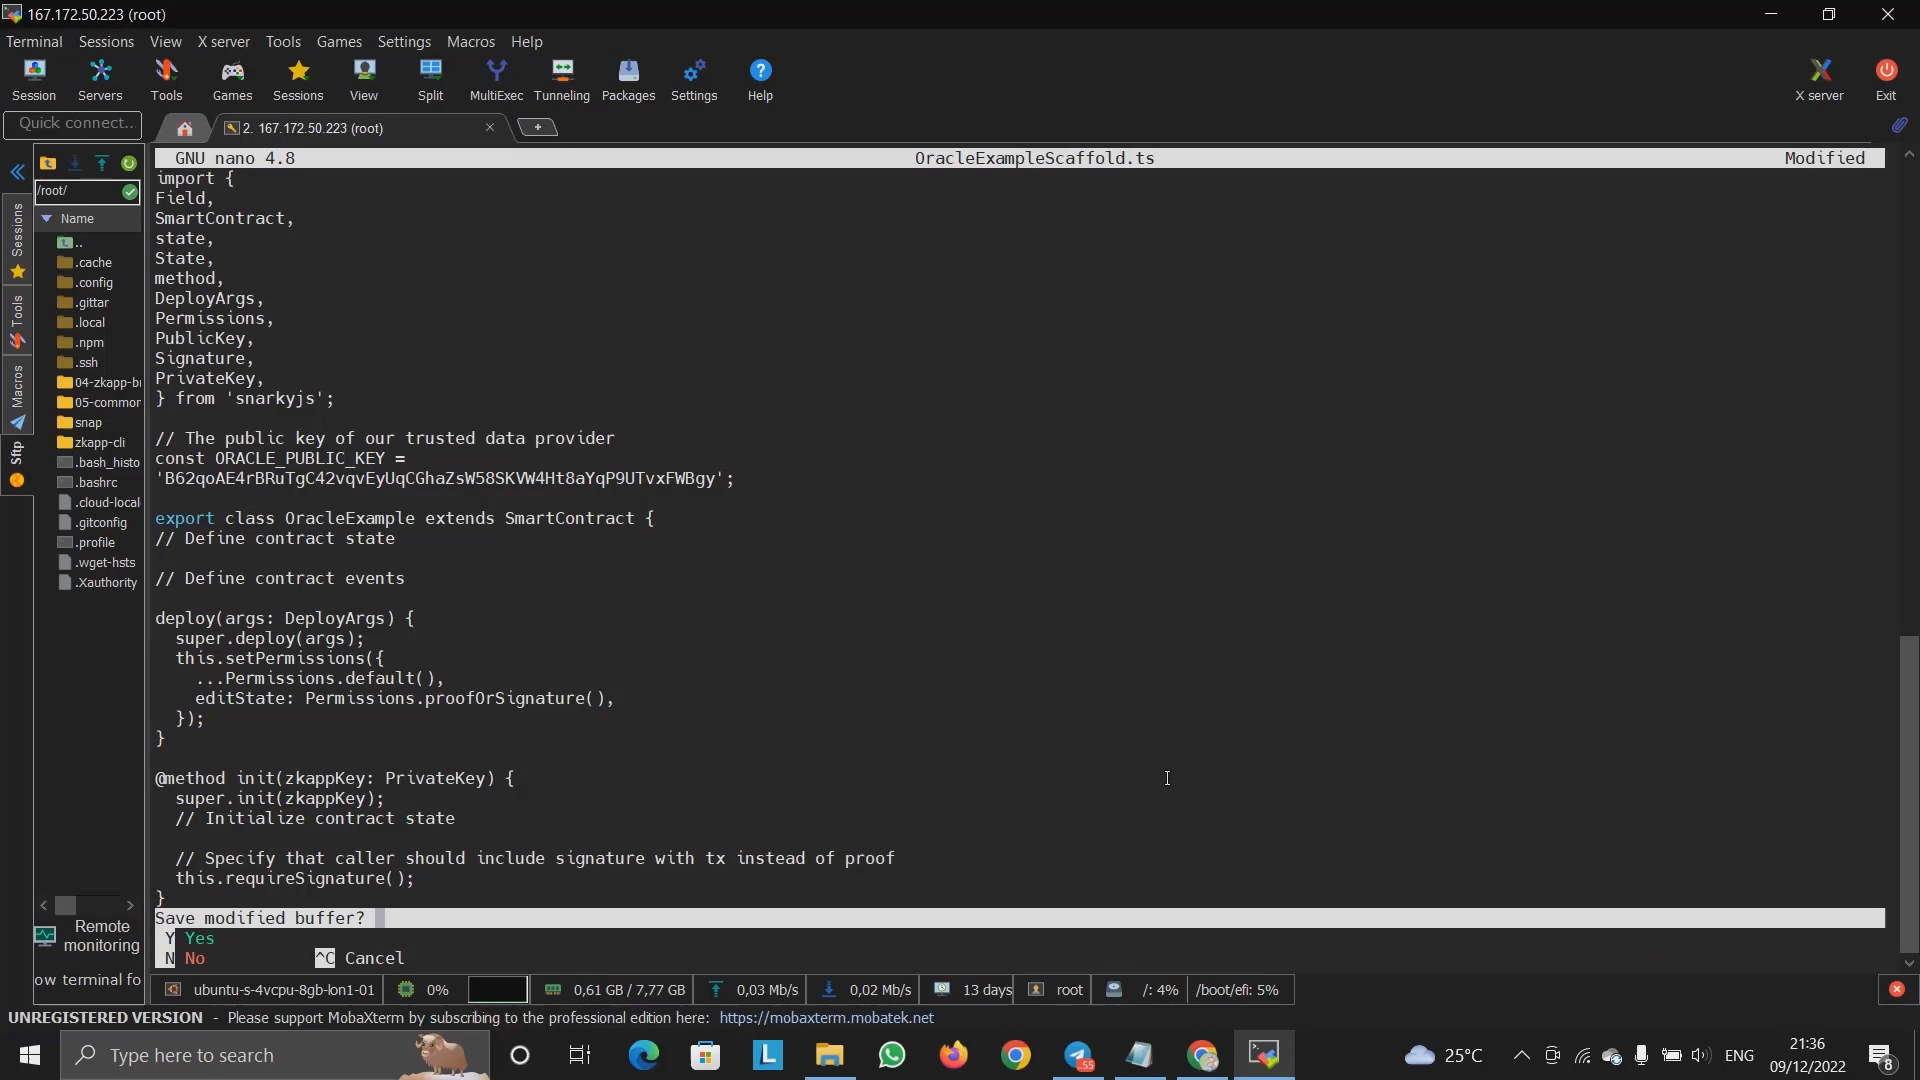 167.172.50.223 (root)
Terminal Sessions View X server Tools Games Settings Macros Help
Session Servers Tools Games Sessions View Split MultiExec Tunneling Packages Settings Help X server Exit
Quick connect...
2. 167.172.50.223 (root)
/root/
Name
..
.cache
.config
.gittar
.local
.npm
.ssh
04-zkapp-b
05-common
snap
zkapp-cli
.bash_histo
.bashrc
.cloud-local
.gitconfig
.profile
.wget-hsts
.Xauthority
Sessions
Tools
Macros
Sftp
Remote
monitoring
ow terminal fo
GNU nano 4.8 OracleExampleScaffold.ts Modified
import {
Field,
SmartContract,
state,
State,
method,
DeployArgs,
Permissions,
PublicKey,
Signature,
PrivateKey,
} from 'snarkyjs';
// The public key of our trusted data provider
const ORACLE_PUBLIC_KEY =
'B62qoAE4rBRuTgC42vqvEyUqCGhaZsW58SKVW4Ht8aYqP9UTvxFWBgy';
export class OracleExample extends SmartContract {
// Define contract state
// Define contract events
deploy(args: DeployArgs) {
super.deploy(args);
this.setPermissions({
...Permissions.default(),
editState: Permissions.proofOrSignature(),
});
}
@method init(zkappKey: PrivateKey) {
super.init(zkappKey);
// Initialize contract state
// Specify that caller should include signature with tx instead of proof
this.requireSignature();
}
Save modified buffer?
Y Yes
N No ^C Cancel
ubuntu-s-4vcpu-8gb-lon1-01 0% 0,61 GB / 7,77 GB 0,03 Mb/s 0,02 Mb/s 13 days root /: 4% /boot/efi: 5%
UNREGISTERED VERSION - Please support MobaXterm by subscribing to the professional edition here: https://mobaxterm.mobatek.net
Type here to search
L
55
25°C
ENG
21:36
09/12/2022
8